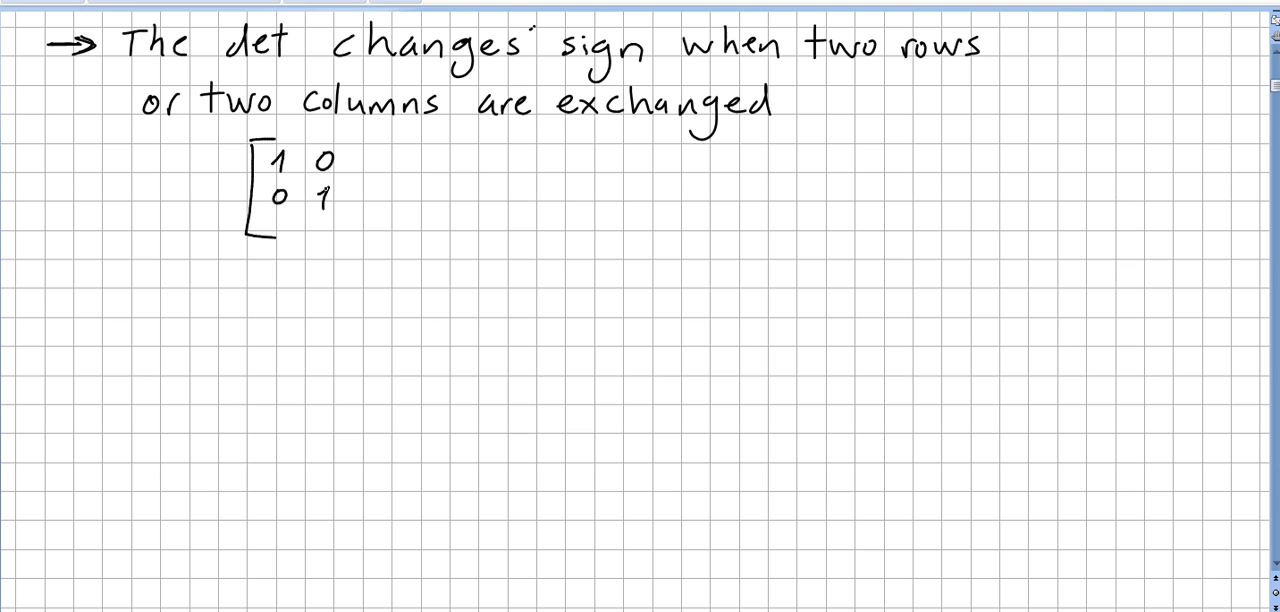 → The det changes sign when two rows
or two columns are exchanged
[1 0
0 1